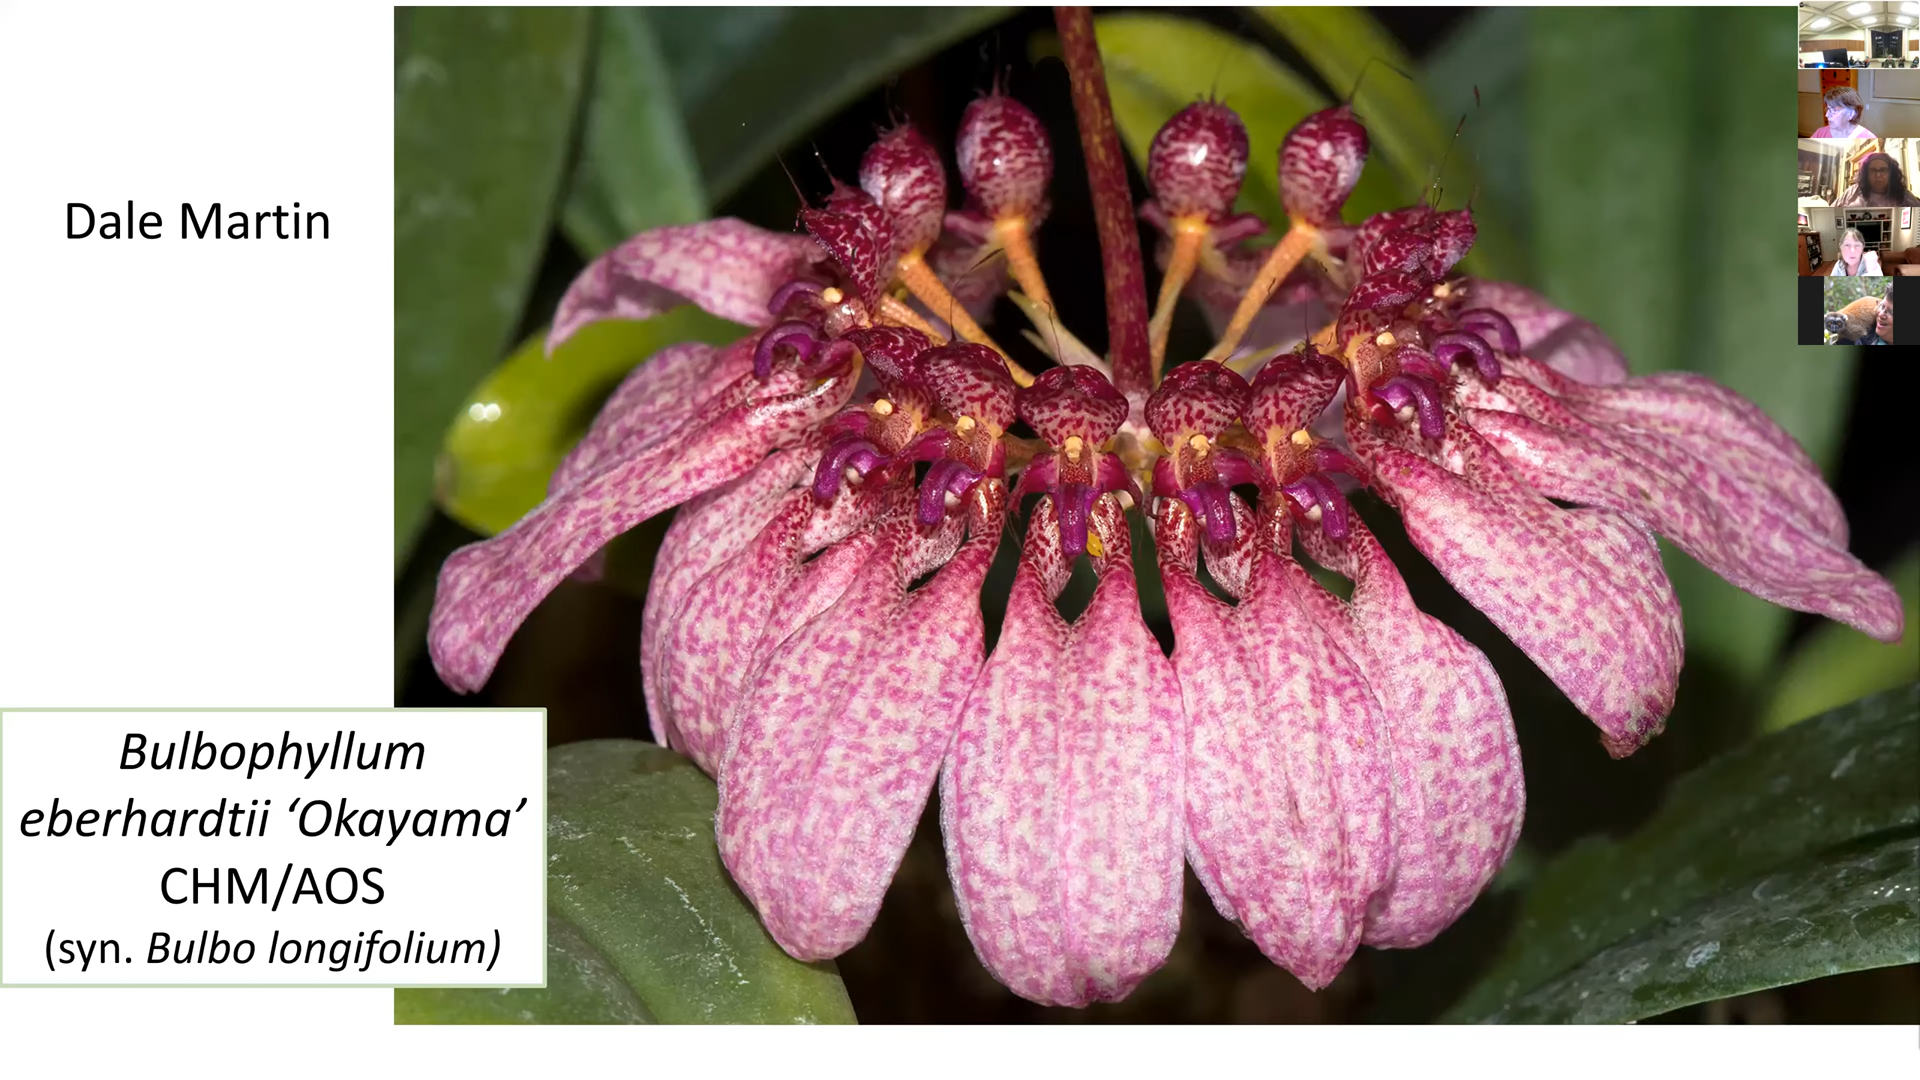 Dale Martin
Bulbophyllum
eberhardtii ‘Okayama’
CHM/AOS
(syn. Bulbo longifolium)